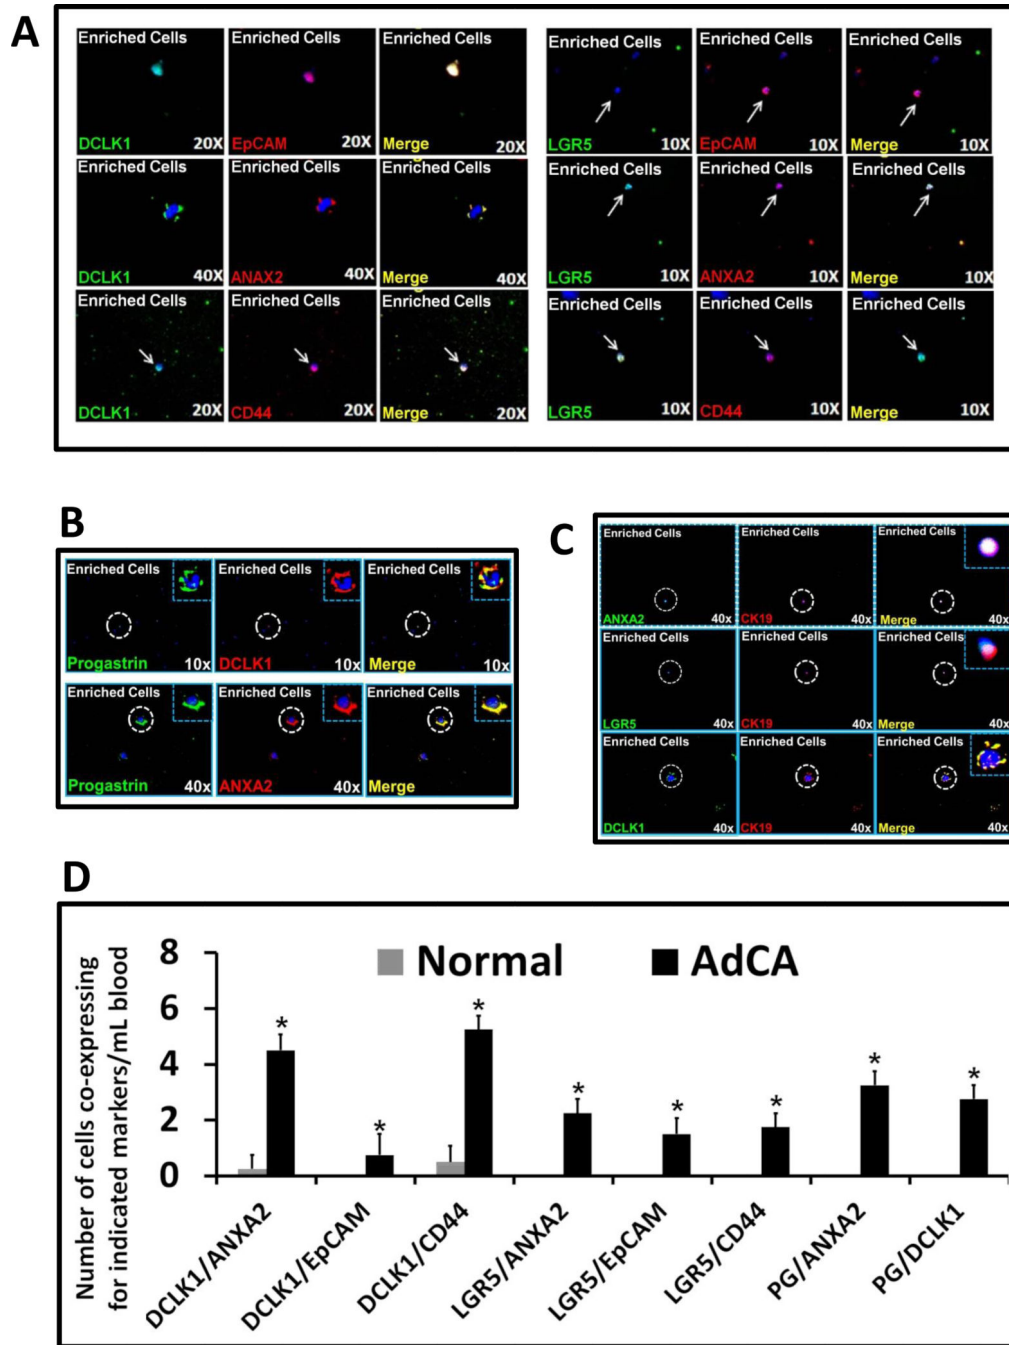 A
Enriched Cells Enriched Cells Enriched Cells
DCLK1 20X EpCAM 20X Merge 20X
Enriched Cells Enriched Cells Enriched Cells
DCLK1 40X ANAX2 40X Merge 40X
Enriched Cells Enriched Cells Enriched Cells
DCLK1 20X CD44 20X Merge 20X
Enriched Cells Enriched Cells Enriched Cells
LGR5 10X EpCAM 10X Merge 10X
Enriched Cells Enriched Cells Enriched Cells
LGR5 10X ANXA2 10X Merge 10X
Enriched Cells Enriched Cells Enriched Cells
LGR5 10X CD44 10X Merge 10X
B
Enriched Cells Enriched Cells Enriched Cells
Progastrin 10x DCLK1 10x Merge 10x
Enriched Cells Enriched Cells Enriched Cells
Progastrin 40x ANXA2 40x Merge 40x
C
Enriched Cells Enriched Cells Enriched Cells
ANXA2 40x CK19 40x Merge 40x
Enriched Cells Enriched Cells Enriched Cells
LGR5 40x CK19 40x Merge 40x
Enriched Cells Enriched Cells Enriched Cells
DCLK1 40x CK19 40x Merge 40x
D
Number of cells co-expressing
for indicated markers/mL blood
8
6
4
2
0
Normal AdCA
* * * * * * * *
DCLK1/ANXA2
DCLK1/EpCAM
DCLK1/CD44
LGR5/ANXA2
LGR5/EpCAM
LGR5/CD44
PG/ANXA2
PG/DCLK1